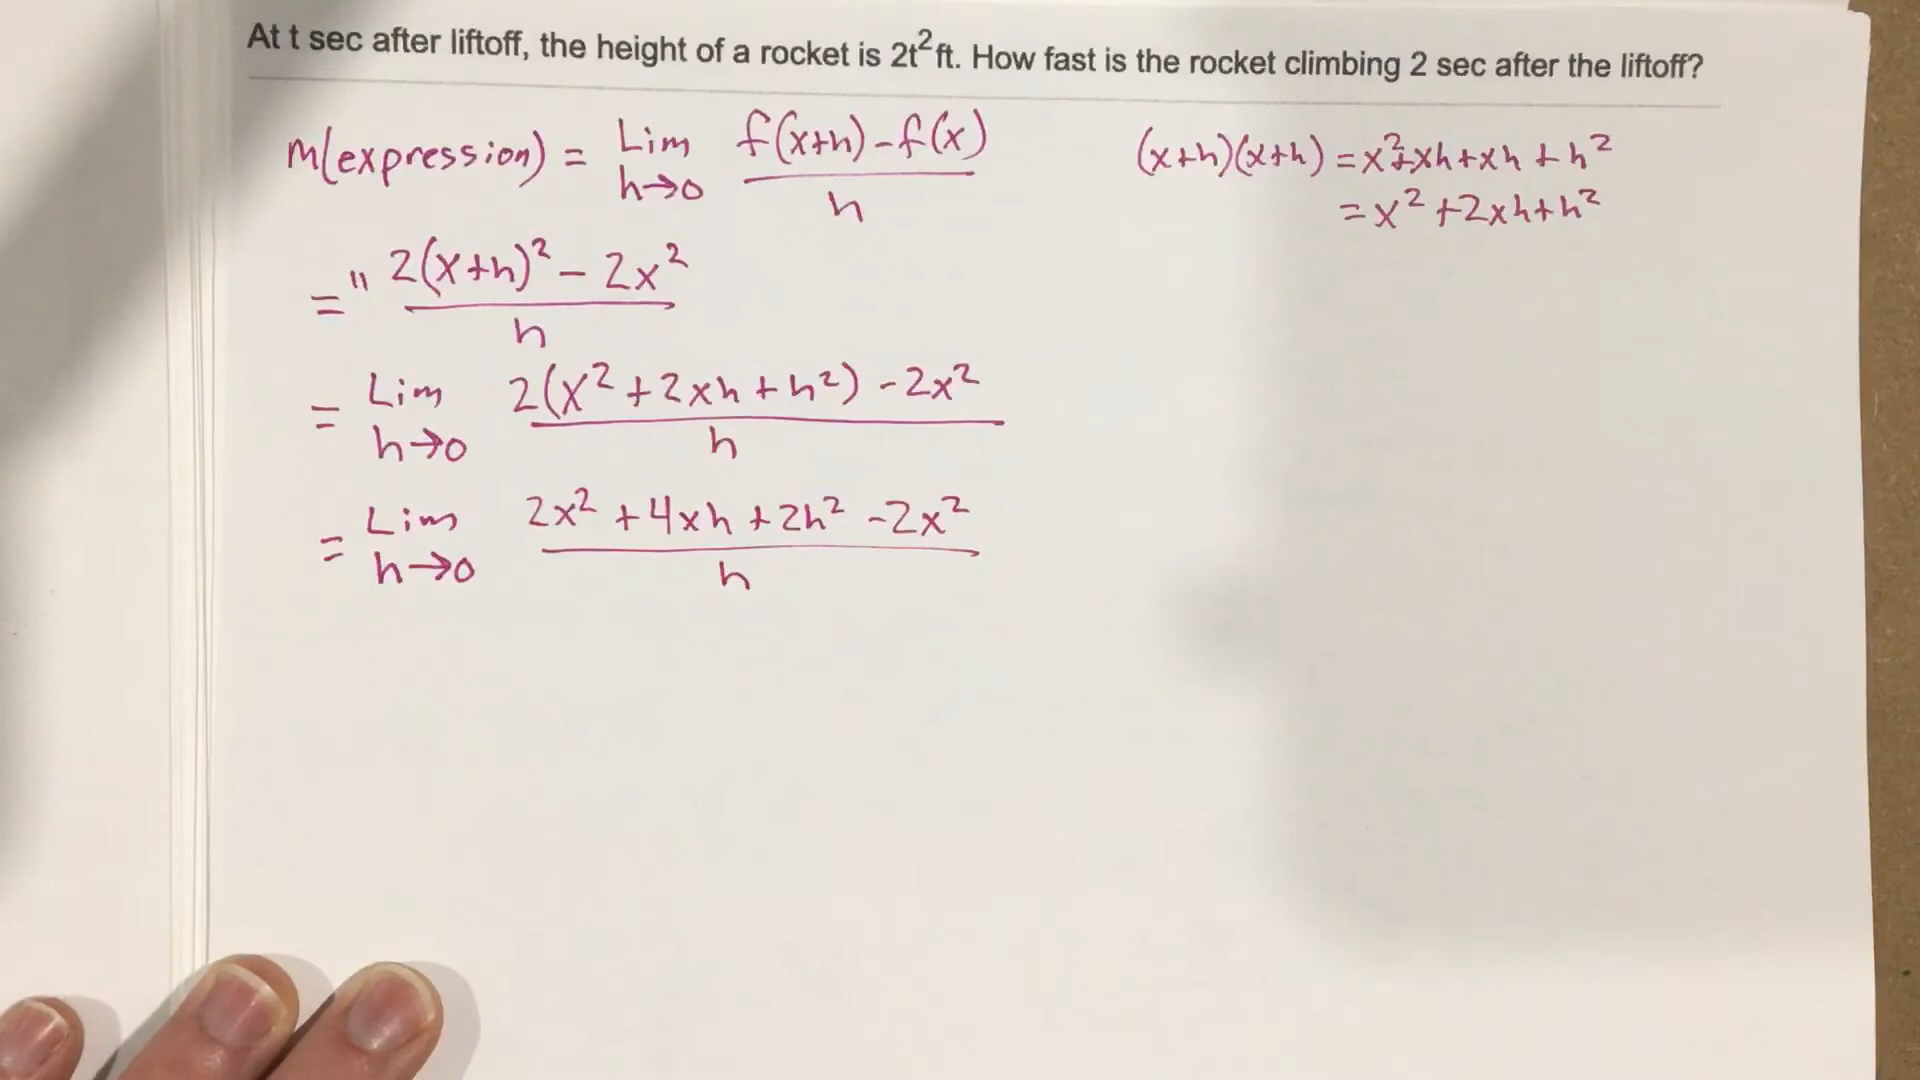 At t sec after liftoff, the height of a rocket is 2t² ft. How fast is the rocket climbing 2 sec after the liftoff?
m(expression) = Lim h→0 f(x+h)-f(x) / h
(x+h)(x+h) = x²+xh+xh+h²
= x²+2xh+h²
= " 2(x+h)² - 2x² / h
= Lim h→0 2(x²+2xh+h²) -2x² / h
= Lim h→0 2x² +4xh+2h² -2x² / h